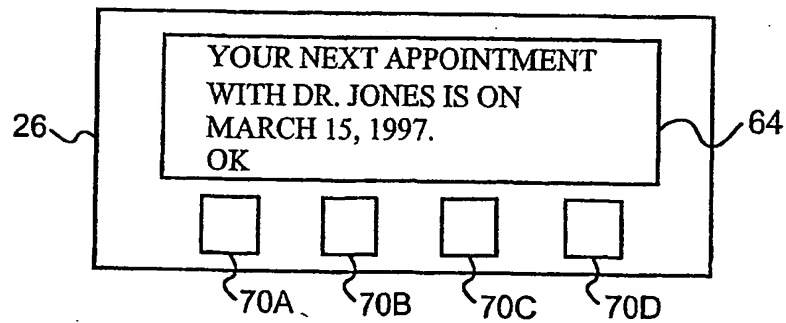 YOUR NEXT APPOINTMENT
WITH DR. JONES IS ON
MARCH 15, 1997.
OK
26
64
70A
70B
70C
70D